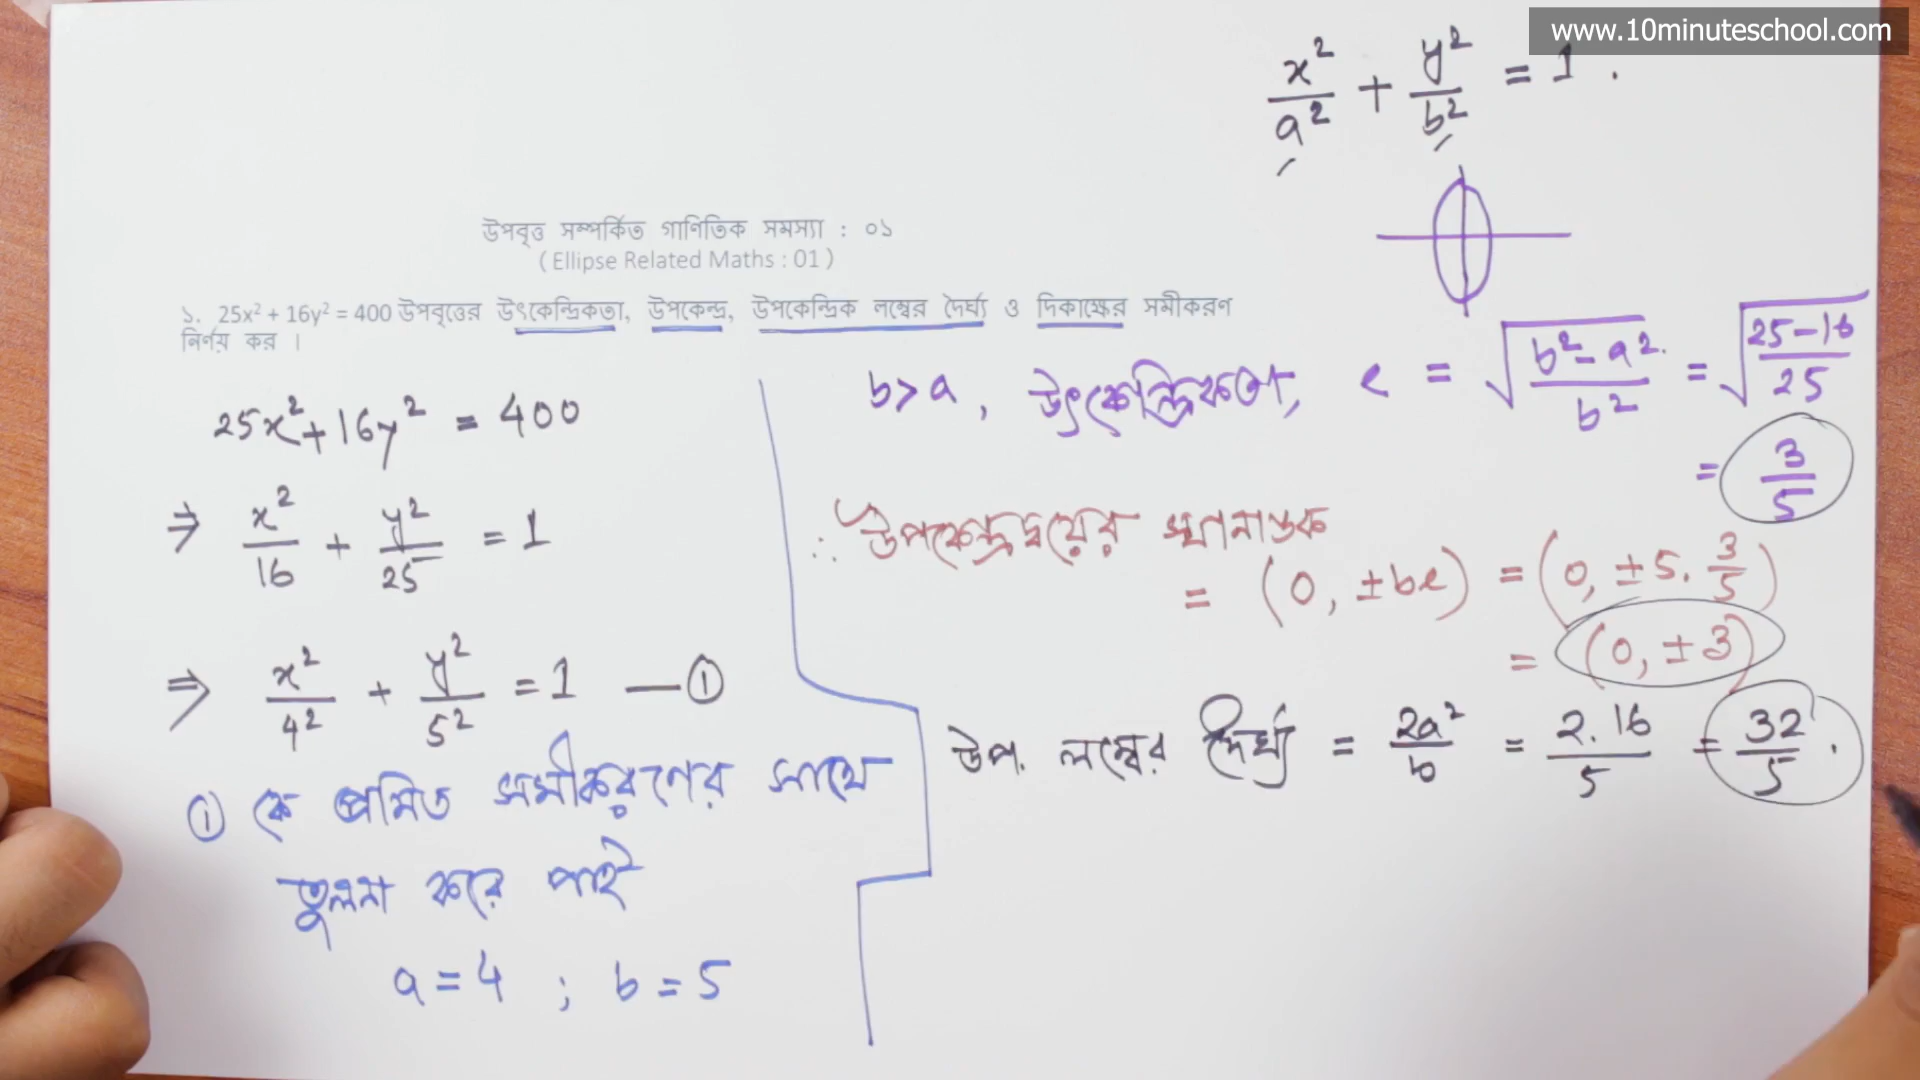 www.10minuteschool.com
x²/a² + y²/b² = 1 .
উপবৃত্ত সম্পর্কিত গাণিতিক সমস্যা : ০১
( Ellipse Related Maths : 01 )
১. 25x² + 16y² = 400 উপবৃত্তের উৎকেন্দ্রিকতা, উপকেন্দ্র, উপকেন্দ্রিক লম্বের দৈর্ঘ্য ও দিকাক্ষের সমীকরণ
নির্ণয় কর ।
25x² + 16y² = 400
⇒ x²/16 + y²/25 = 1
⇒ x²/4² + y²/5² = 1 —①
① কে প্রমিত সমীকরণের সাথে
তুলনা করে পাই
a = 4 ; b = 5
b > a , উৎকেন্দ্রিকতা, e = √((b² - a²)/b²) = √((25-16)/25)
= 3/5
∴ উপকেন্দ্রদ্বয়ের স্থানাঙ্ক
= (0, ±be) = (0, ±5. 3/5)
= (0, ±3)
উপ. লম্বের দৈর্ঘ্য = 2a²/b = 2.16/5 = 32/5 .